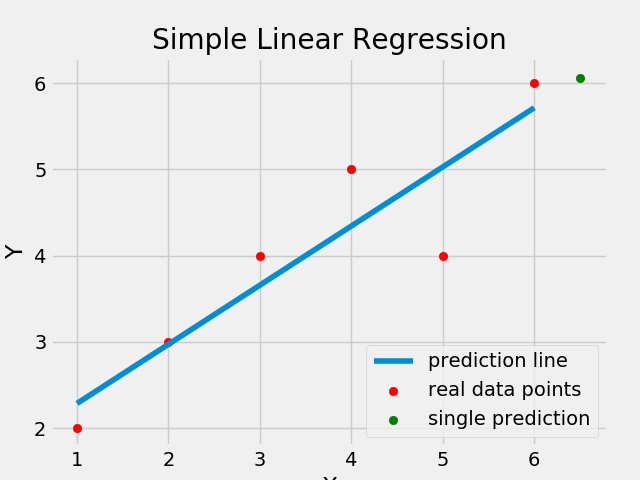 Simple Linear Regression
6
5
Y
4
3
2
prediction line
real data points
single prediction
1 2 3 4 5 6